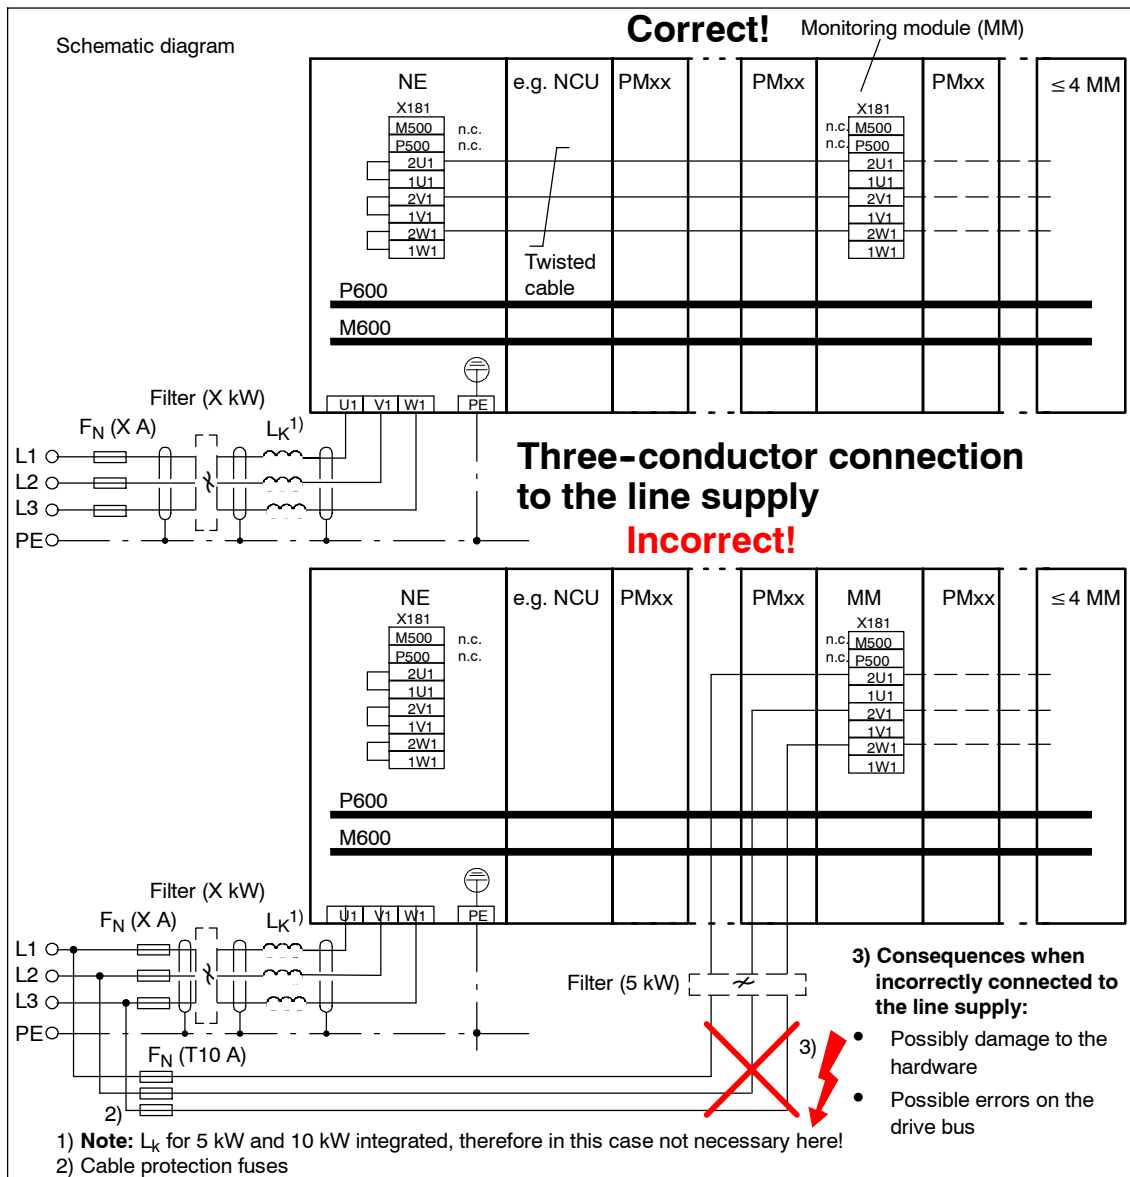 Schematic diagram
Correct!
Monitoring module (MM)
NE
e.g. NCU
PMxx
PMxx
PMxx
≤ 4 MM
X181
M500 n.c.
P500 n.c.
2U1
1U1
2V1
1V1
2W1
1W1
X181
n.c. M500
n.c. P500
2U1
1U1
2V1
1V1
2W1
1W1
Twisted
cable
P600
M600
U1 V1 W1 PE
Filter (X kW)
FN (X A)
LK1)
L1
L2
L3
PE
Three-conductor connection
to the line supply
Incorrect!
NE
e.g. NCU
PMxx
PMxx
MM
PMxx
≤ 4 MM
X181
M500 n.c.
P500 n.c.
2U1
1U1
2V1
1V1
2W1
1W1
X181
n.c. M500
n.c. P500
2U1
1U1
2V1
1V1
2W1
1W1
P600
M600
U1 V1 W1 PE
Filter (X kW)
FN (X A)
LK1)
L1
L2
L3
PE
FN (T10 A)
2)
Filter (5 kW)
3)
3) Consequences when
incorrectly connected to
the line supply:
• Possibly damage to the
hardware
• Possible errors on the
drive bus
1) Note: Lk for 5 kW and 10 kW integrated, therefore in this case not necessary here!
2) Cable protection fuses